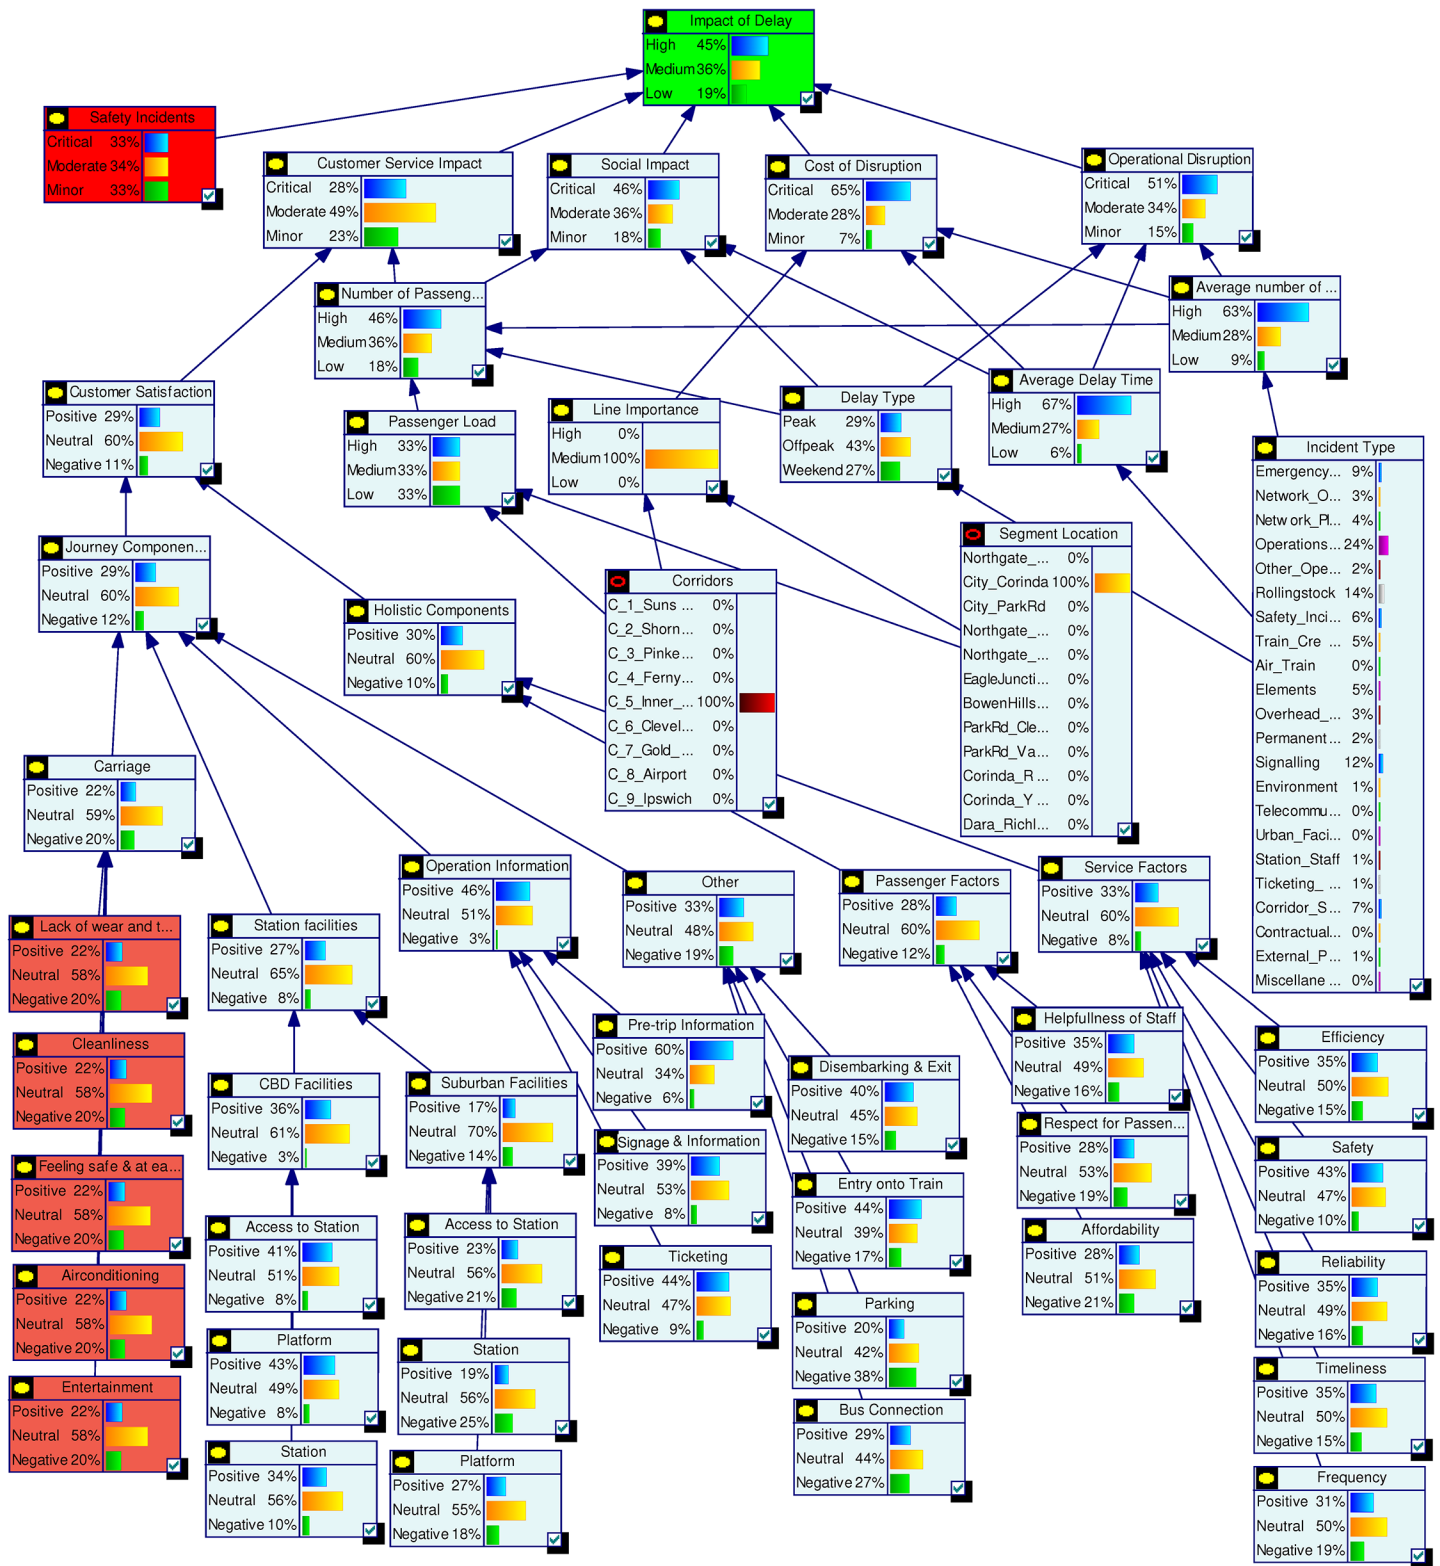 Impact of Delay
High 45%
Medium 36%
Low 19%
Safety Incidents
Critical 33%
Moderate 34%
Minor 33%
Customer Service Impact
Critical 28%
Moderate 49%
Minor 23%
Social Impact
Critical 46%
Moderate 36%
Minor 18%
Cost of Disruption
Critical 65%
Moderate 28%
Minor 7%
Operational Disruption
Critical 51%
Moderate 34%
Minor 15%
Number of Passeng...
High 46%
Medium 36%
Low 18%
Average number of ...
High 63%
Medium 28%
Low 9%
Customer Satisfaction
Positive 29%
Neutral 60%
Negative 11%
Passenger Load
High 33%
Medium 33%
Low 33%
Line Importance
High 0%
Medium 100%
Low 0%
Delay Type
Peak 29%
Offpeak 43%
Weekend 27%
Average Delay Time
High 67%
Medium 27%
Low 6%
Incident Type
Emergency... 9%
Network_O... 3%
Network_Pl... 4%
Operations... 24%
Other_Ope... 2%
Rollingstock 14%
Safety_Inci... 6%
Train_Cre ... 5%
Air_Train 0%
Elements 5%
Overhead_... 3%
Permanent... 2%
Signalling 12%
Environment 1%
Telecommu... 0%
Urban_Faci... 0%
Station_Staff 1%
Ticketing_ ... 1%
Corridor_S... 7%
Contractual... 0%
External_P... 1%
Miscellane ... 0%
Segment Location
Northgate_... 0%
City_Corinda 100%
City_ParkRd 0%
Northgate_... 0%
Northgate_... 0%
EagleJuncti... 0%
BowenHills... 0%
ParkRd_Cle... 0%
ParkRd_Va... 0%
Corinda_R ... 0%
Corinda_Y ... 0%
Dara_Richl... 0%
Journey Componen...
Positive 29%
Neutral 60%
Negative 12%
Holistic Components
Positive 30%
Neutral 60%
Negative 10%
Corridors
C_1_Suns ... 0%
C_2_Shorn... 0%
C_3_Pinke... 0%
C_4_Ferny... 0%
C_5_Inner_... 100%
C_6_Clevel... 0%
C_7_Gold_... 0%
C_8_Airport 0%
C_9_Ipswich 0%
Carriage
Positive 22%
Neutral 59%
Negative 20%
Operation Information
Positive 46%
Neutral 51%
Negative 3%
Other
Positive 33%
Neutral 48%
Negative 19%
Passenger Factors
Positive 28%
Neutral 60%
Negative 12%
Service Factors
Positive 33%
Neutral 60%
Negative 8%
Lack of wear and t...
Positive 22%
Neutral 58%
Negative 20%
Station facilities
Positive 27%
Neutral 65%
Negative 8%
Pre-trip Information
Positive 60%
Neutral 34%
Negative 6%
Helpfullness of Staff
Positive 35%
Neutral 49%
Negative 16%
Efficiency
Positive 35%
Neutral 50%
Negative 15%
Cleanliness
Positive 22%
Neutral 58%
Negative 20%
CBD Facilities
Positive 36%
Neutral 61%
Negative 3%
Suburban Facilities
Positive 17%
Neutral 70%
Negative 14%
Disembarking & Exit
Positive 40%
Neutral 45%
Negative 15%
Signage & Information
Positive 39%
Neutral 53%
Negative 8%
Respect for Passen...
Positive 28%
Neutral 53%
Negative 19%
Safety
Positive 43%
Neutral 47%
Negative 10%
Feeling safe & at ea...
Positive 22%
Neutral 58%
Negative 20%
Access to Station
Positive 41%
Neutral 51%
Negative 8%
Access to Station
Positive 23%
Neutral 56%
Negative 21%
Entry onto Train
Positive 44%
Neutral 39%
Negative 17%
Ticketing
Positive 44%
Neutral 47%
Negative 9%
Affordability
Positive 28%
Neutral 51%
Negative 21%
Reliability
Positive 35%
Neutral 49%
Negative 16%
Airconditioning
Positive 22%
Neutral 58%
Negative 20%
Platform
Positive 43%
Neutral 49%
Negative 8%
Station
Positive 19%
Neutral 56%
Negative 25%
Parking
Positive 20%
Neutral 42%
Negative 38%
Timeliness
Positive 35%
Neutral 50%
Negative 15%
Entertainment
Positive 22%
Neutral 58%
Negative 20%
Station
Positive 34%
Neutral 56%
Negative 10%
Platform
Positive 27%
Neutral 55%
Negative 18%
Bus Connection
Positive 29%
Neutral 44%
Negative 27%
Frequency
Positive 31%
Neutral 50%
Negative 19%